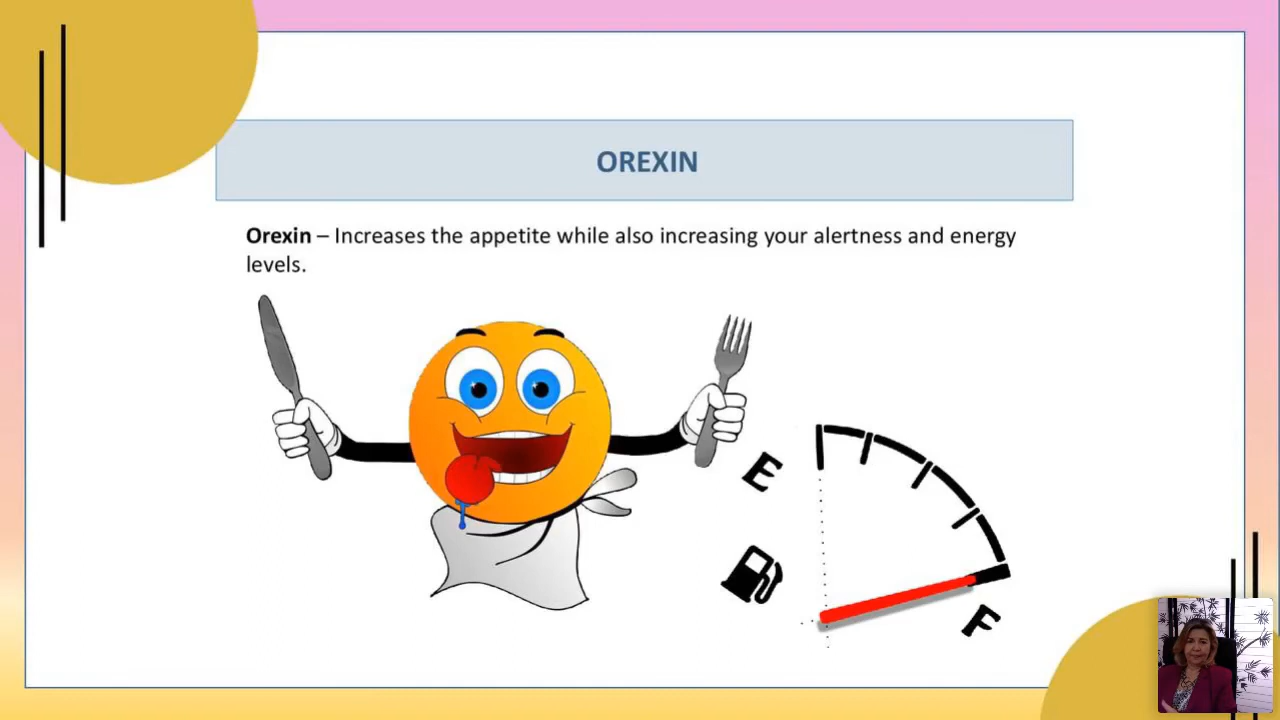 OREXIN
Orexin – Increases the appetite while also increasing your alertness and energy
levels.
E
F